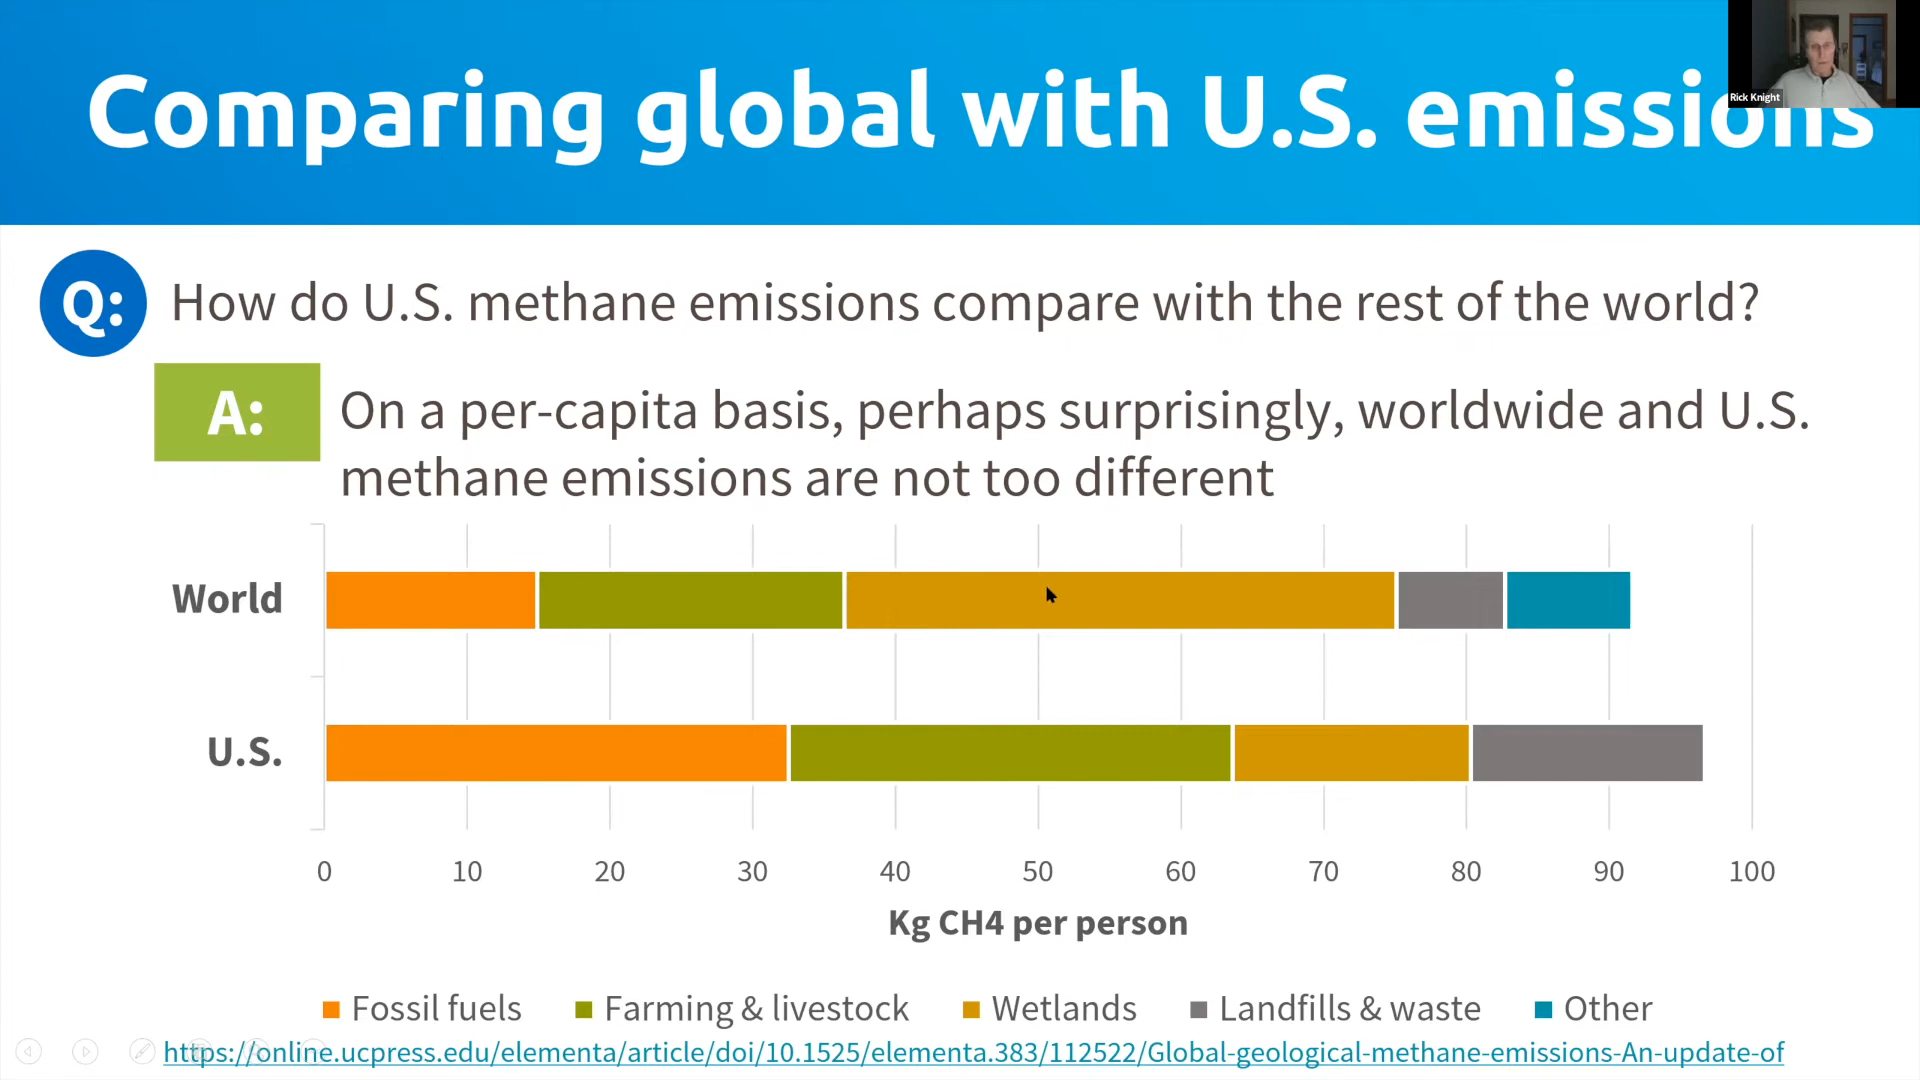 Comparing global with U.S. emissions
Rick Knight
Q: How do U.S. methane emissions compare with the rest of the world?
A: On a per-capita basis, perhaps surprisingly, worldwide and U.S.
methane emissions are not too different
World
U.S.
0 10 20 30 40 50 60 70 80 90 100
Kg CH4 per person
Fossil fuels Farming & livestock Wetlands Landfills & waste Other
https://online.ucpress.edu/elementa/article/doi/10.1525/elementa.383/112522/Global-geological-methane-emissions-An-update-of